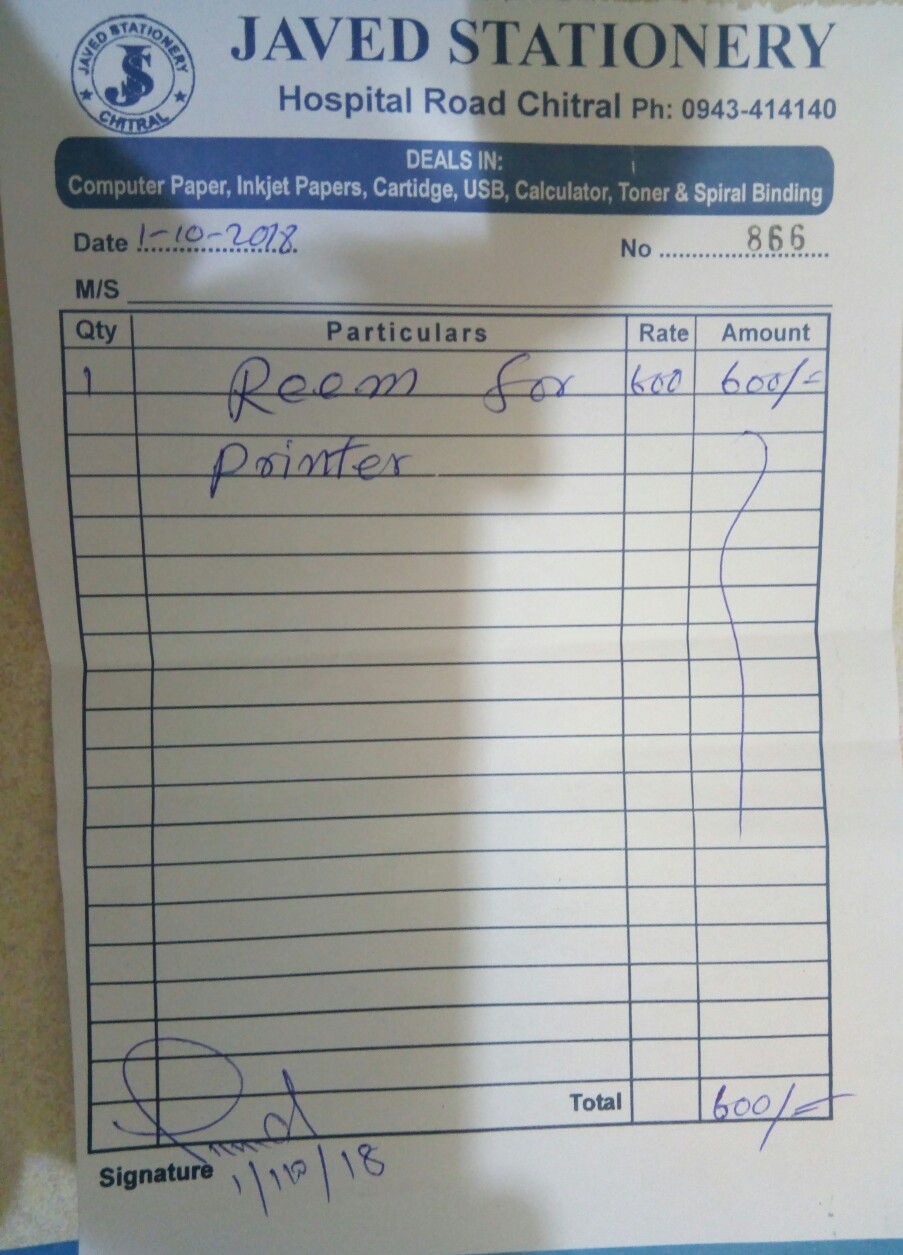 JAVED STATIONERY
JS
CHITRAL
JAVED STATIONERY
Hospital Road Chitral Ph: 0943-414140
DEALS IN:
Computer Paper, Inkjet Papers, Cartidge, USB, Calculator, Toner & Spiral Binding
Date 1-10-2018 No 866
M/S
Qty Particulars Rate Amount
1 Reem for 600 600/=
Printer
Total 600/=
Signature 1/10/18